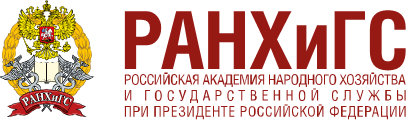 РАНХиГС
РОССИЙСКАЯ АКАДЕМИЯ НАРОДНОГО ХОЗЯЙСТВА
И ГОСУДАРСТВЕННОЙ СЛУЖБЫ
ПРИ ПРЕЗИДЕНТЕ РОССИЙСКОЙ ФЕДЕРАЦИИ
РАНХиГС